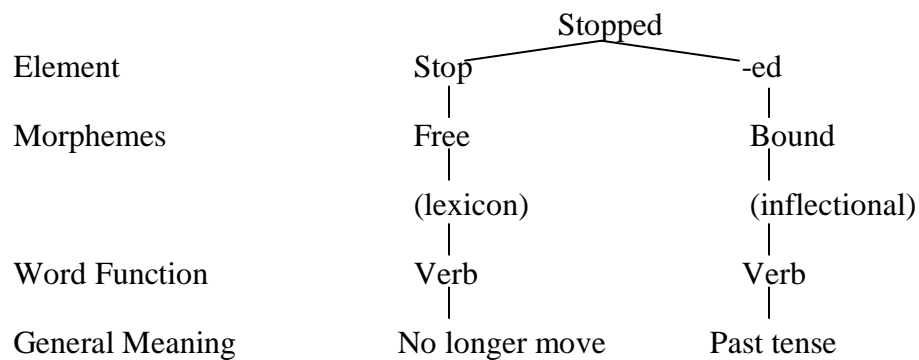 Stopped
Element Stop -ed
Morphemes Free Bound
(lexicon) (inflectional)
Word Function Verb Verb
General Meaning No longer move Past tense